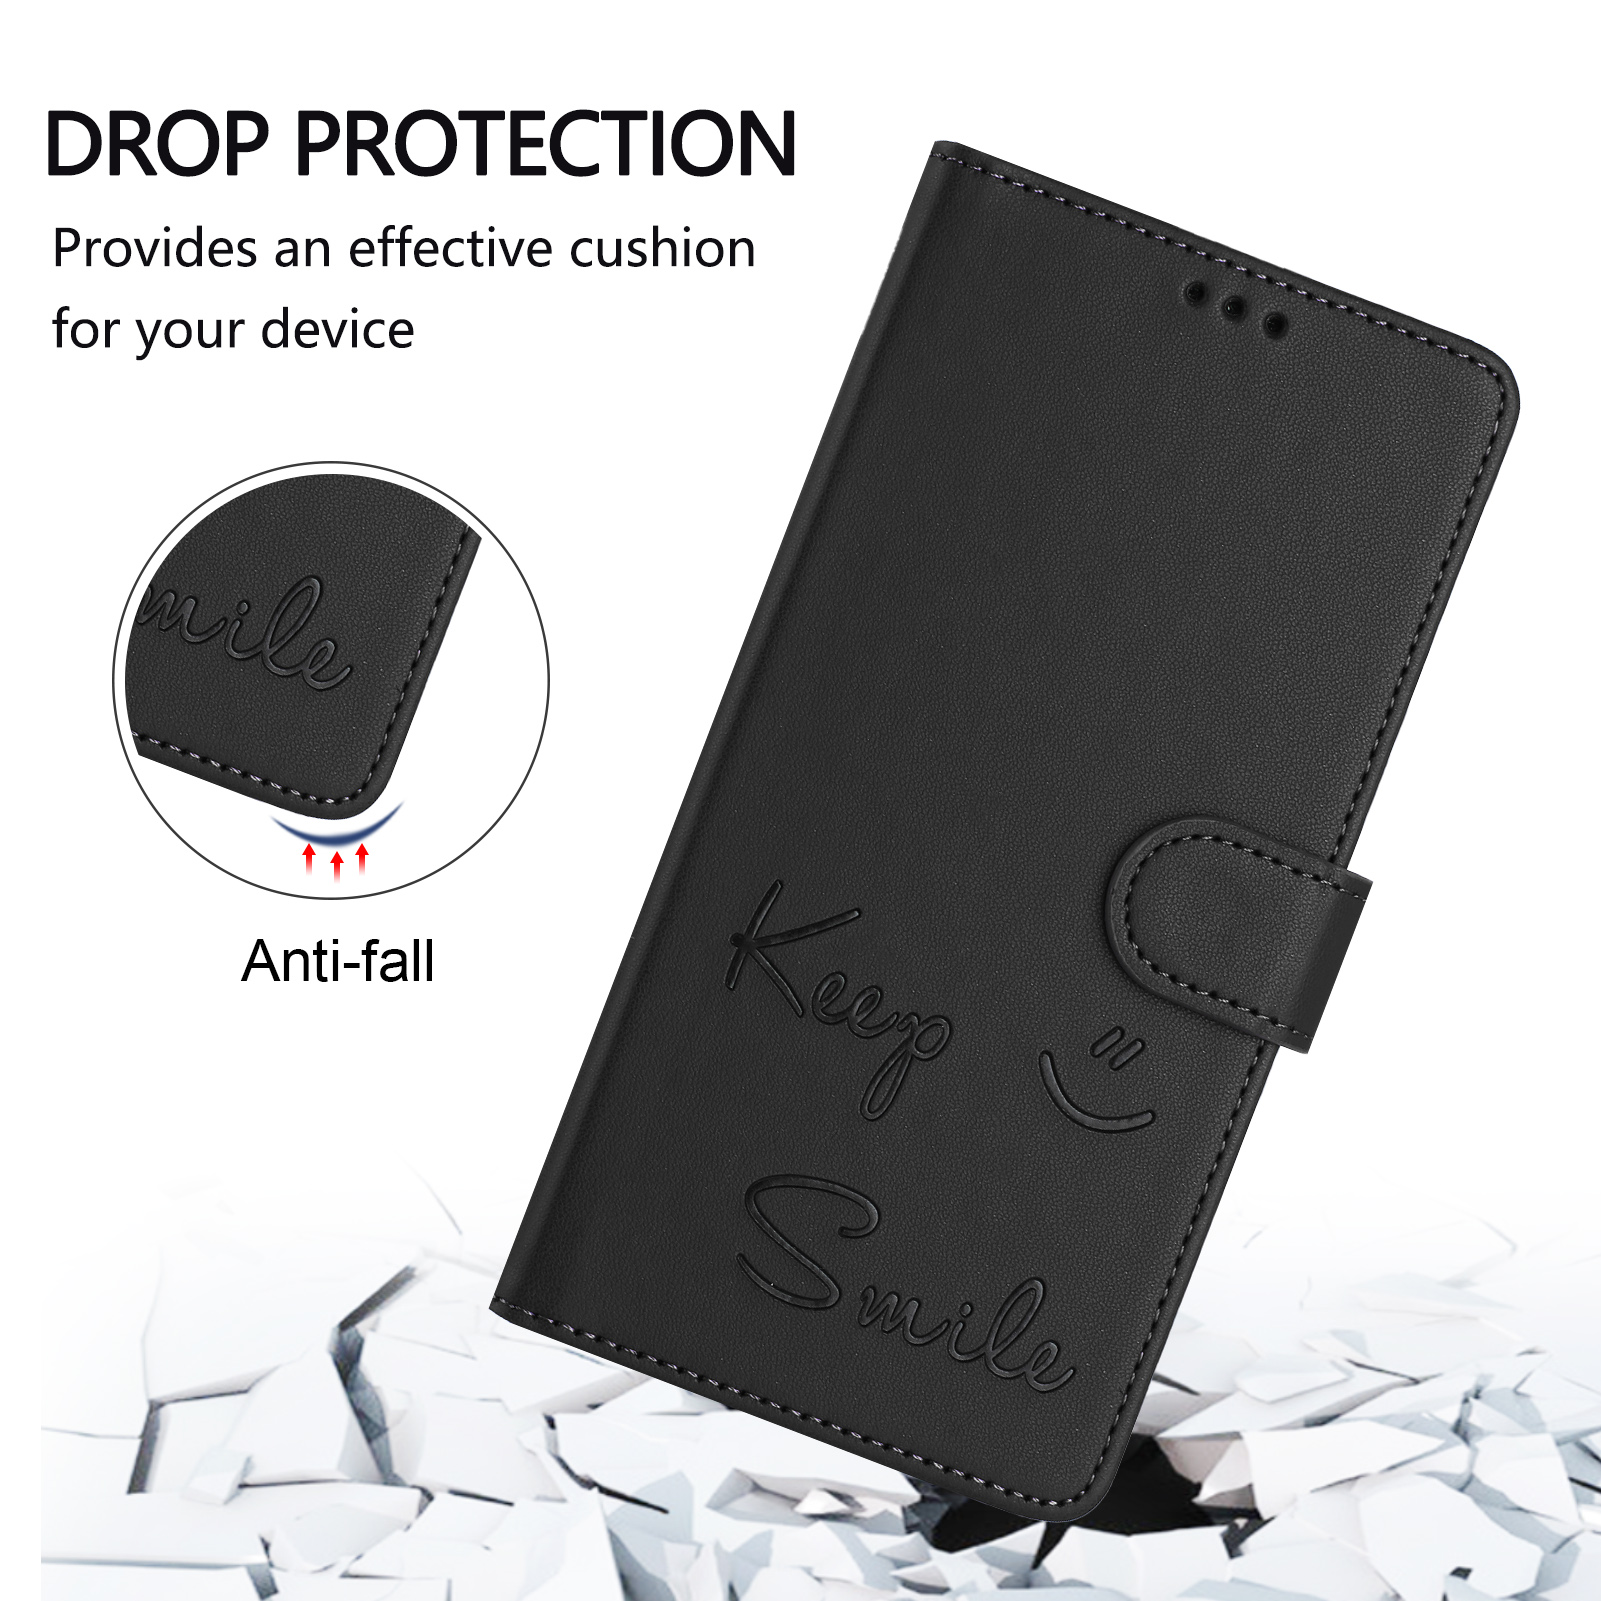 DROP PROTECTION
Provides an effective cushion
for your device
mile
Anti-fall
Keep
Smile